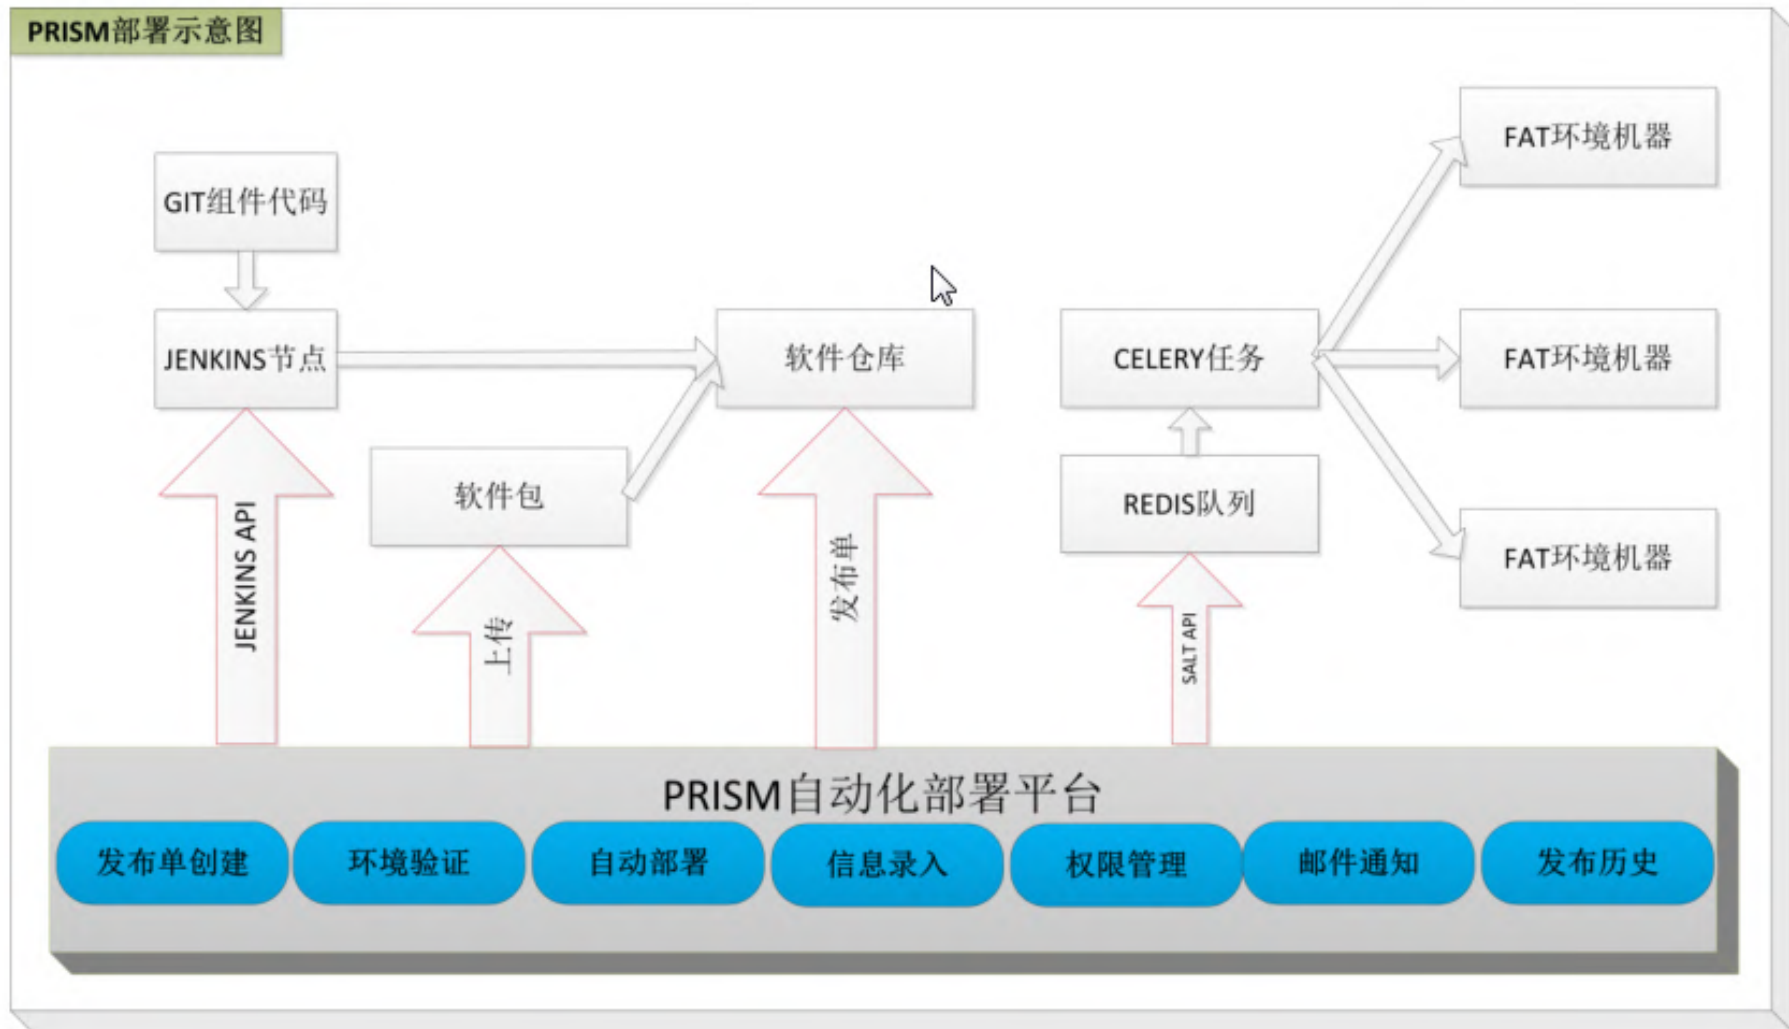 PRISM部署示意图
FAT环境机器
GIT组件代码
JENKINS节点
软件仓库
CELERY任务
FAT环境机器
软件包
REDIS队列
FAT环境机器
JENKINS API
上传
发布单
SALT API
PRISM自动化部署平台
发布单创建
环境验证
自动部署
信息录入
权限管理
邮件通知
发布历史